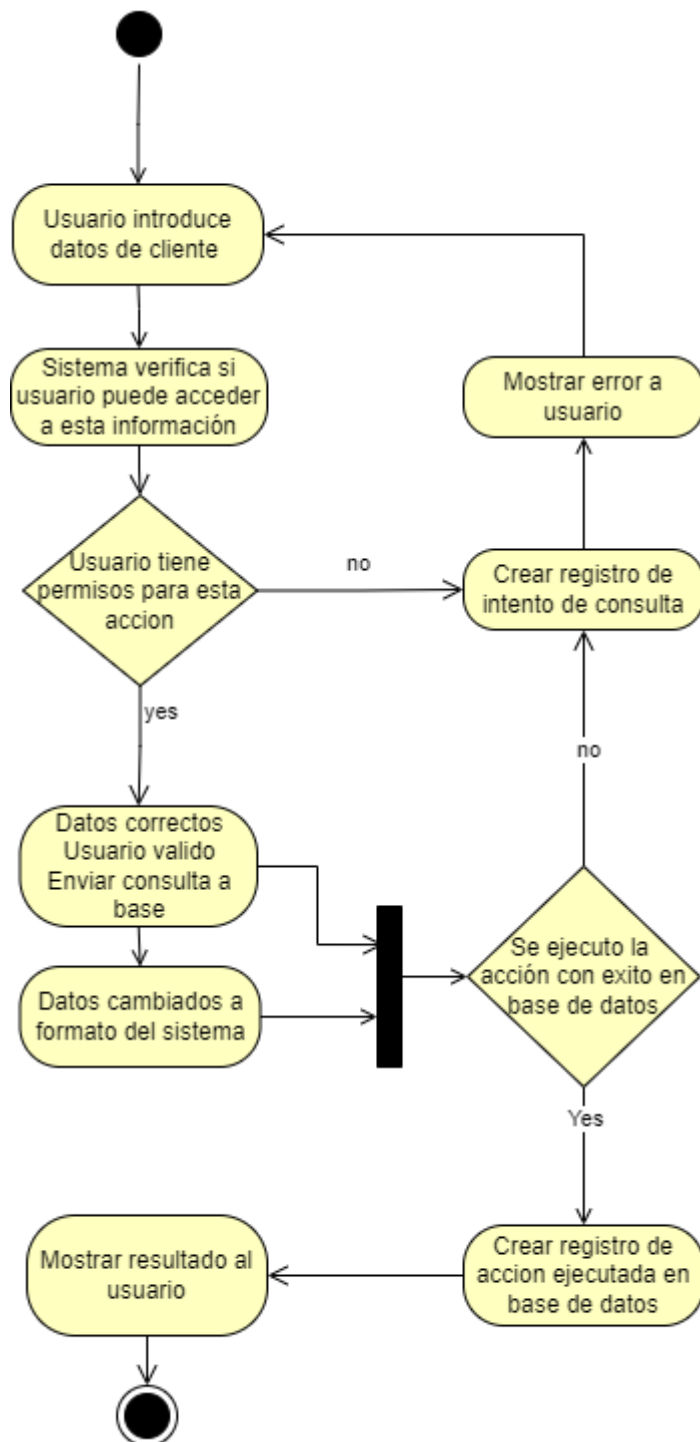 Usuario introduce
datos de cliente
Sistema verifica si
usuario puede acceder
a esta información
Mostrar error a
usuario
Usuario tiene
permisos para esta
accion
no
Crear registro de
intento de consulta
yes
no
Datos correctos
Usuario valido
Enviar consulta a
base
Se ejecuto la
acción con exito en
base de datos
Datos cambiados a
formato del sistema
Yes
Crear registro de
accion ejecutada en
base de datos
Mostrar resultado al
usuario